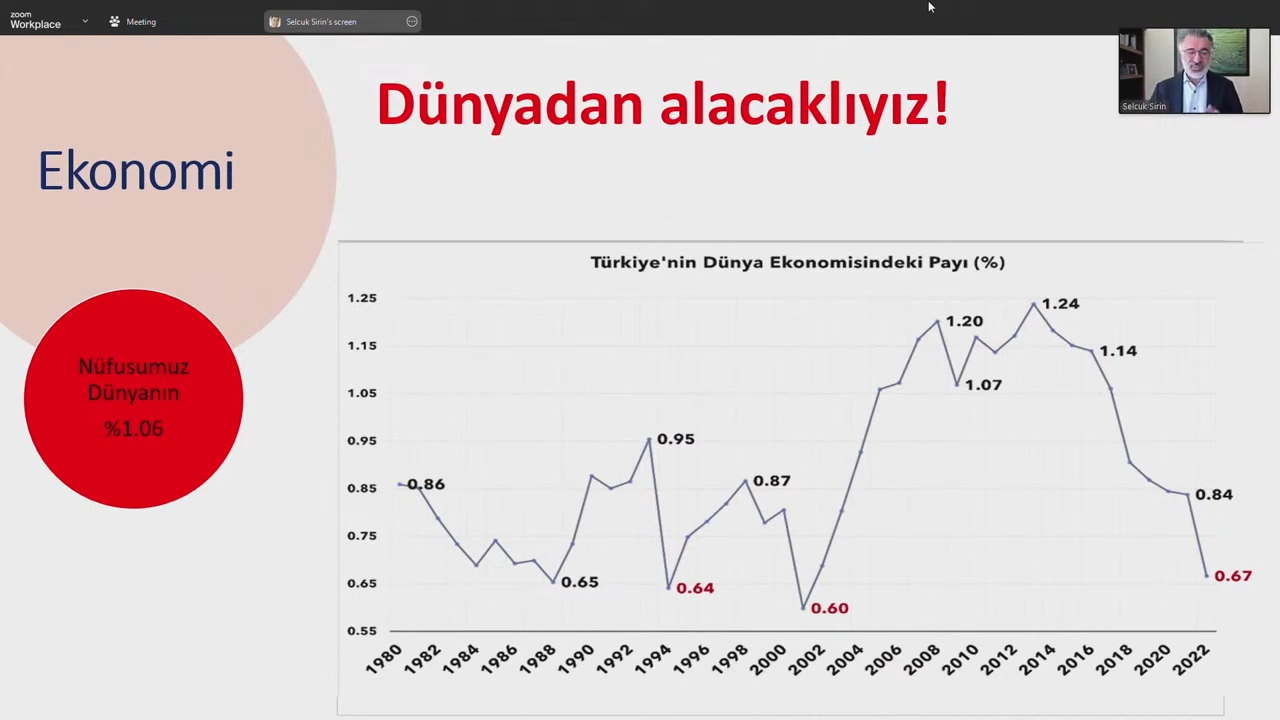 zoom
Workplace
Meeting
Selcuk Sirin's screen
Selcuk Sirin
Dünyadan alacaklıyız!
Ekonomi
Nüfusumuz
Dünyanın
%1.06
Türkiye'nin Dünya Ekonomisindeki Payı (%)
1.25
1.15
1.05
0.95
0.85
0.75
0.65
0.55
0.86
0.65
0.95
0.64
0.87
0.60
1.20
1.07
1.24
1.14
0.84
0.67
1980 1982 1984 1986 1988 1990 1992 1994 1996 1998 2000 2002 2004 2006 2008 2010 2012 2014 2016 2018 2020 2022